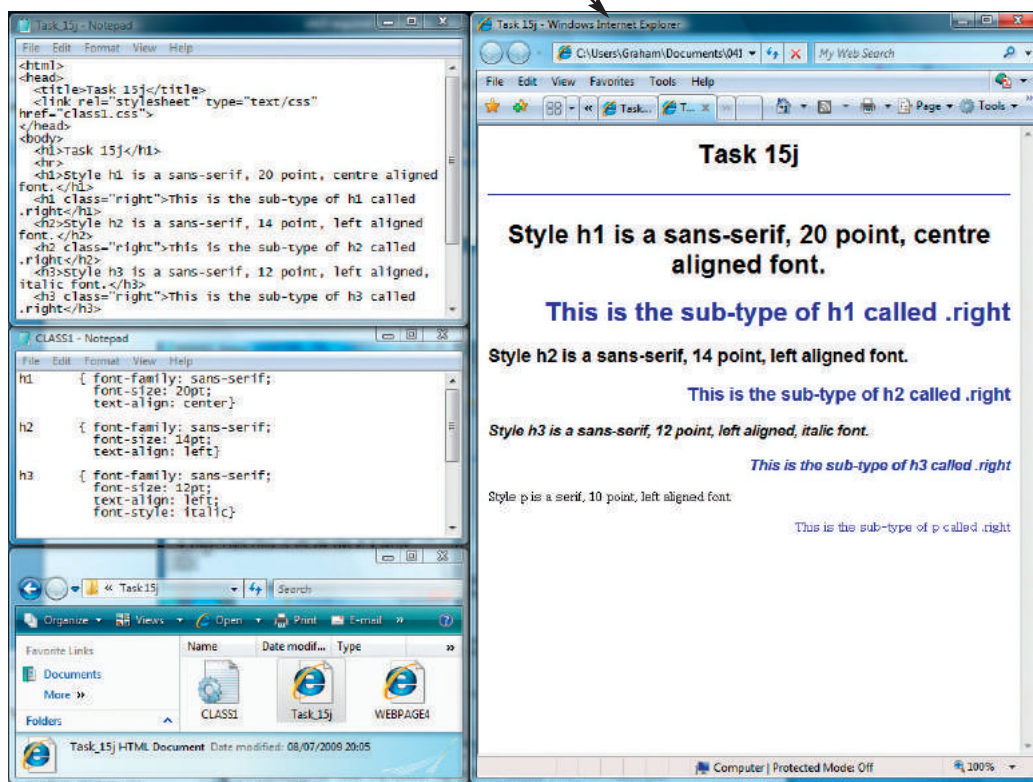 Task_15j - Notepad
File Edit Format View Help
<html>
<head>
<title>Task 15j</title>
<link rel="stylesheet" type="text/css"
href="class1.css">
</head>
<body>
<h1>Task 15j</h1>
<hr>
<h1>Style h1 is a sans-serif, 20 point, centre aligned
font.</h1>
<h1 class="right">This is the sub-type of h1 called
.right</h1>
<h2>Style h2 is a sans-serif, 14 point, left aligned
font.</h2>
<h2 class="right">This is the sub-type of h2 called
.right</h2>
<h3>Style h3 is a sans-serif, 12 point, left aligned,
italic font.</h3>
<h3 class="right">This is the sub-type of h3 called
.right</h3>
CLASS1 - Notepad
File Edit Format View Help
h1 { font-family: sans-serif;
font-size: 20pt;
text-align: center}
h2 { font-family: sans-serif;
font-size: 14pt;
text-align: left}
h3 { font-family: sans-serif;
font-size: 12pt;
text-align: left;
font-style: italic}
« Task 15j Search
Organize Views Open Print E-mail »
Favorite Links
Documents
More »
Folders
Name Date modif... Type »
CLASS1 Task_15j WEBPAGE4
Task_15j HTML Document Date modified: 08/07/2009 20:05
Task 15j - Windows Internet Explorer
C:\Users\Graham\Documents\041 My Web Search
File Edit View Favorites Tools Help
« Task... T... Page Tools »
Task 15j
Style h1 is a sans-serif, 20 point, centre
aligned font.
This is the sub-type of h1 called .right
Style h2 is a sans-serif, 14 point, left aligned font.
This is the sub-type of h2 called .right
Style h3 is a sans-serif, 12 point, left aligned, italic font.
This is the sub-type of h3 called .right
Style p is a serif, 10 point, left aligned font.
This is the sub-type of p called .right
Computer | Protected Mode: Off 100%